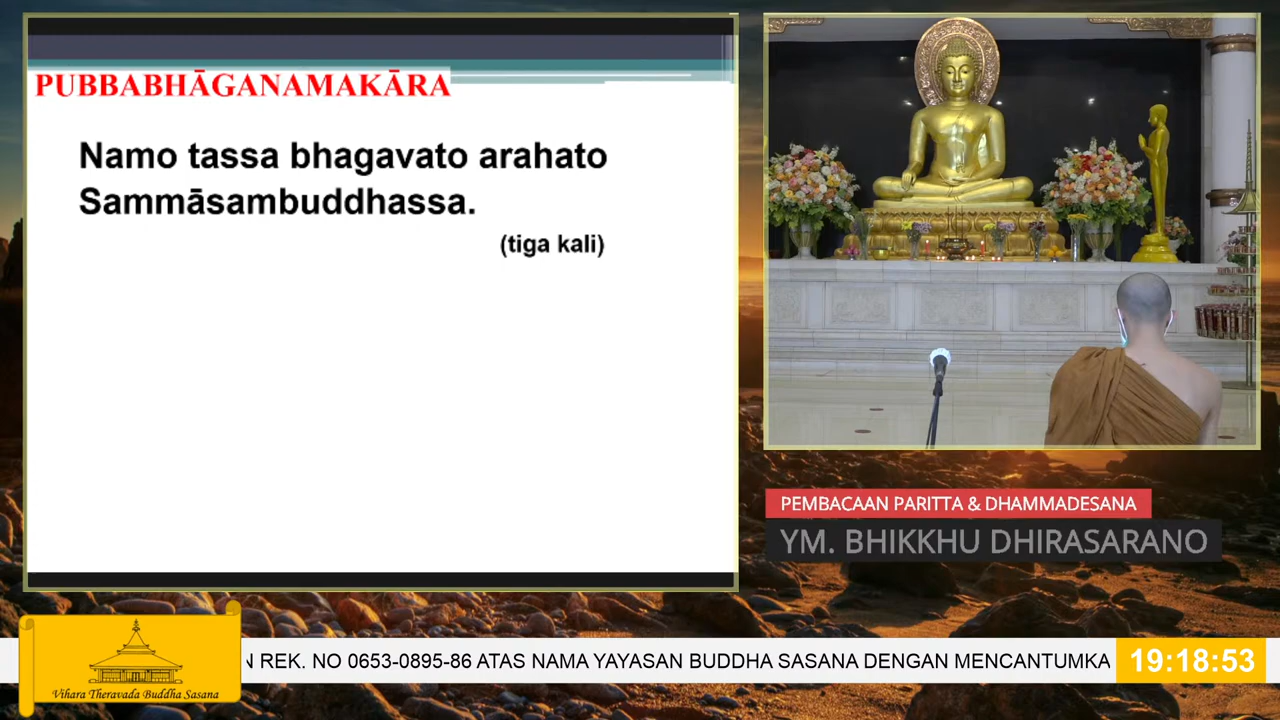 PUBBABHĀGANAMAKĀRA
Namo tassa bhagavato arahato
Sammāsambuddhassa.
(tiga kali)
PEMBACAAN PARITTA & DHAMMADESANA
YM. BHIKKHU DHIRASARANO
Vihara Theravada Buddha Sasana
N REK. NO 0653-0895-86 ATAS NAMA YAYASAN BUDDHA SASANA DENGAN MENCANTUMKA
19:18:53